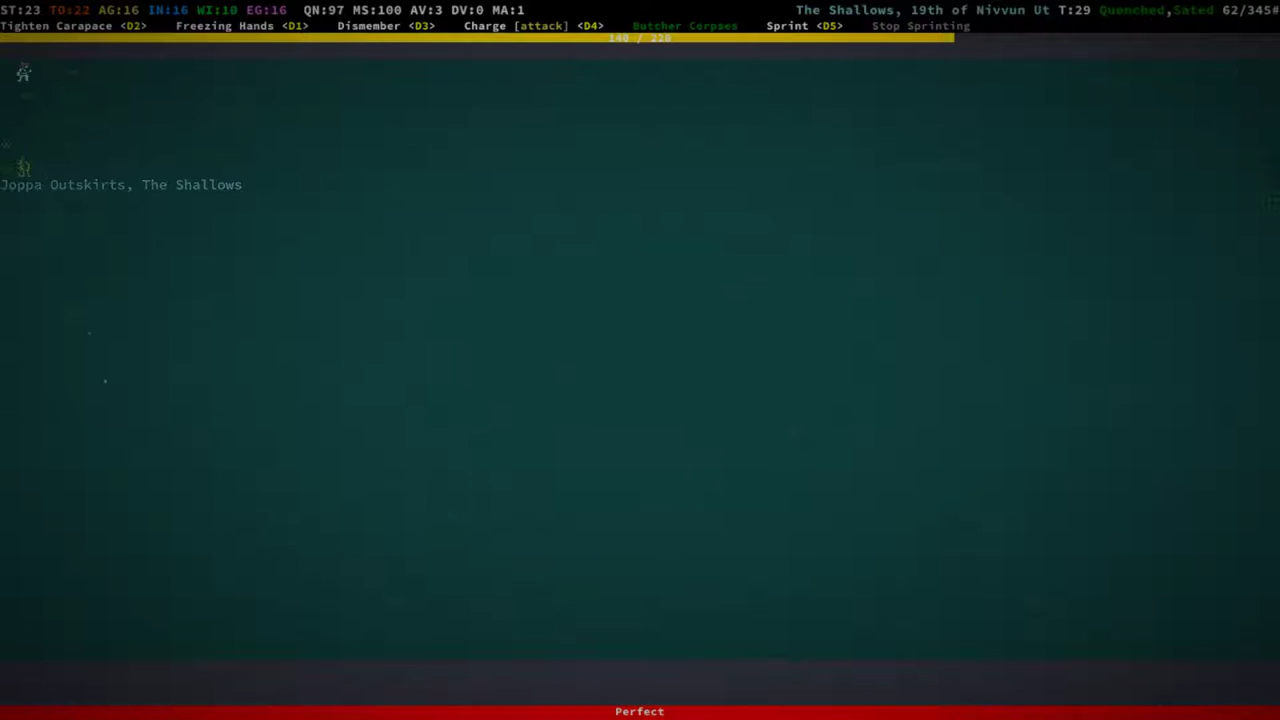 ST:23 TO:22 AG:16 IN:16 WI:10 EG:16 QN:97 MS:100 AV:3 DV:0 MA:1 The Shallows, 19th of Nivvun Ut T:29 Quenched,Sated 62/345#
Tighten Carapace <D2> Freezing Hands <D1> Dismember <D3> Charge [attack] <D4> Butcher Corpses Sprint <D5> Stop Sprinting
140 / 220
Joppa Outskirts, The Shallows
Perfect